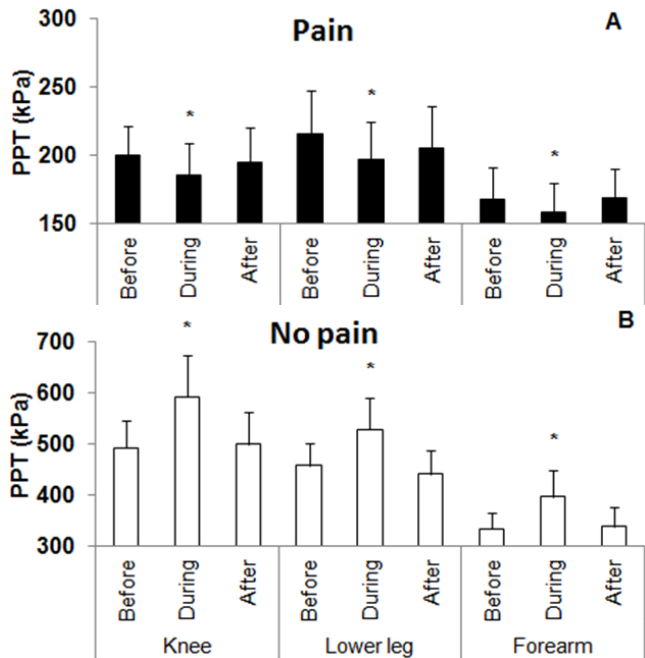 300
Pain
A
250
200
150
PPT (kPa)
*
*
*
Before
During
After
Before
During
After
Before
During
After
700
No pain
B
600
500
400
300
PPT (kPa)
*
*
*
Before
During
After
Before
During
After
Before
During
After
Knee
Lower leg
Forearm